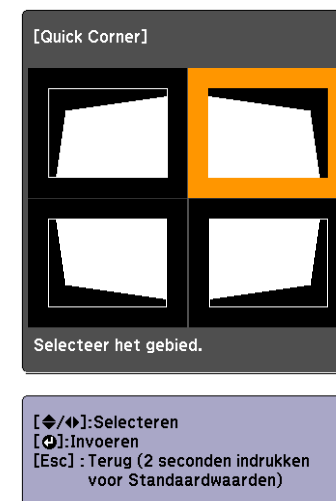 [Quick Corner]
Selecteer het gebied.
[◆/◆]:Selecteren
[↵]:Invoeren
[Esc] : Terug (2 seconden indrukken
voor Standaardwaarden)